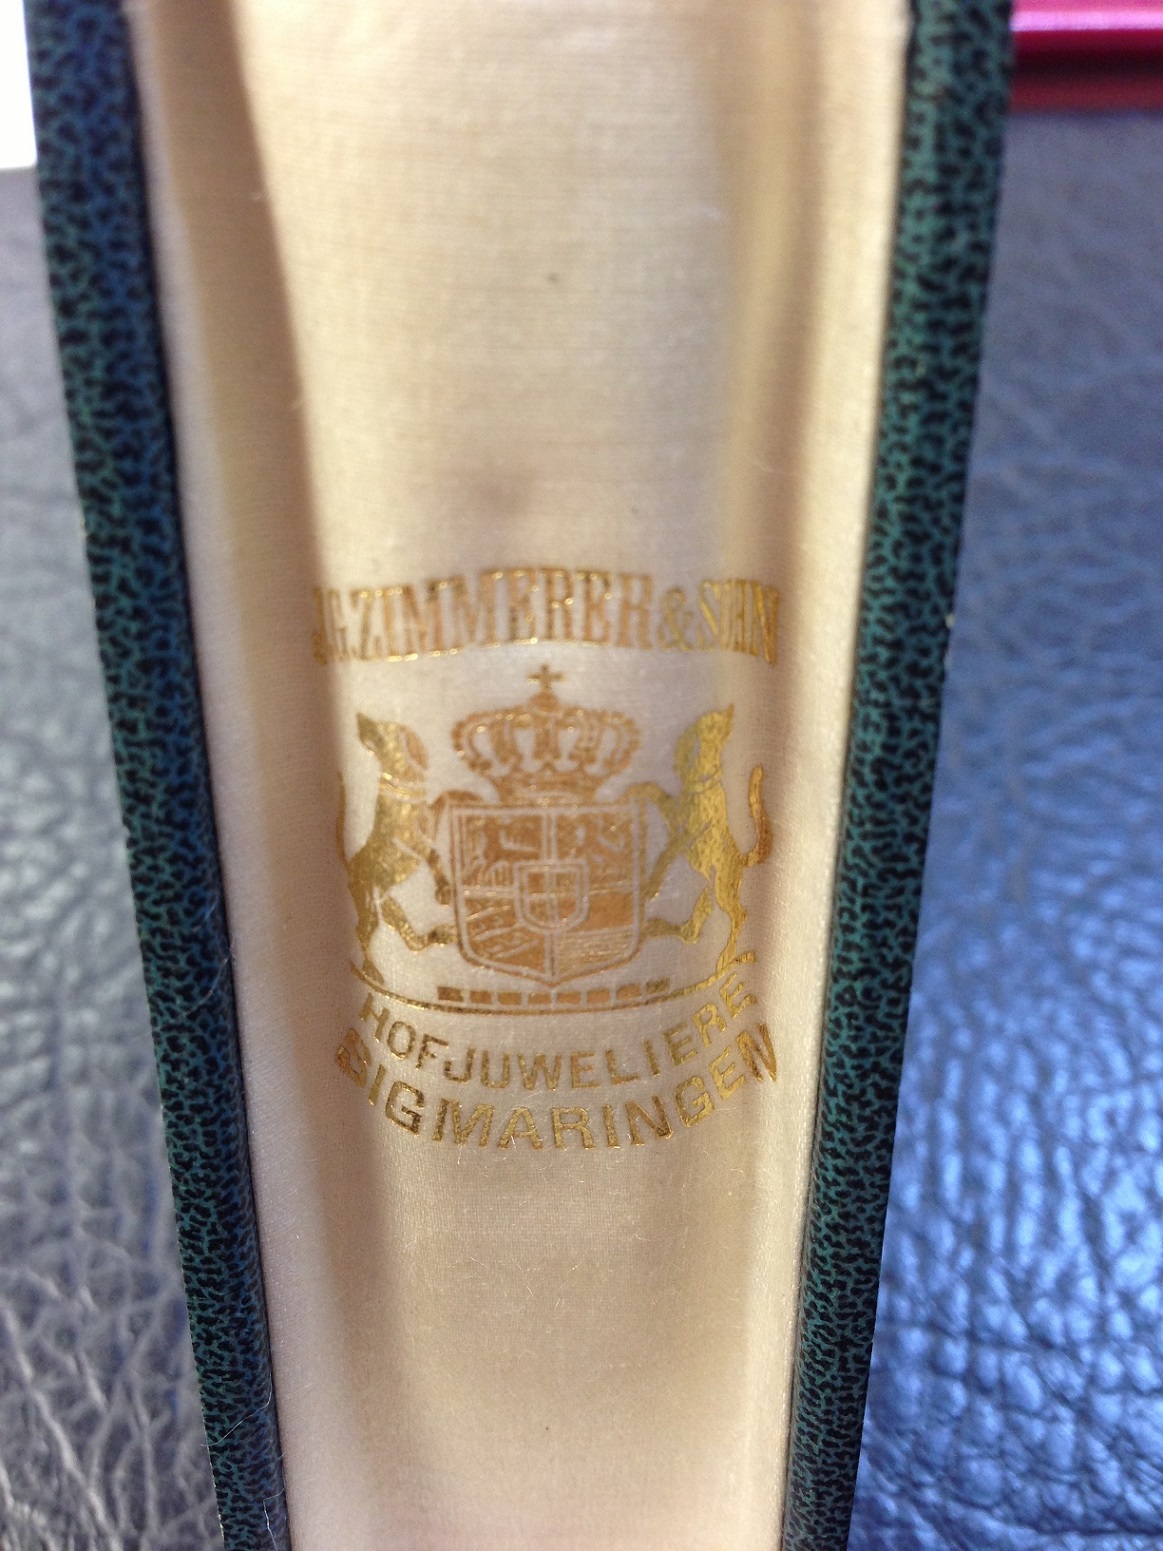 J.G.ZIMMERER & SOHN
HOFJUWELIERE
SIGMARINGEN